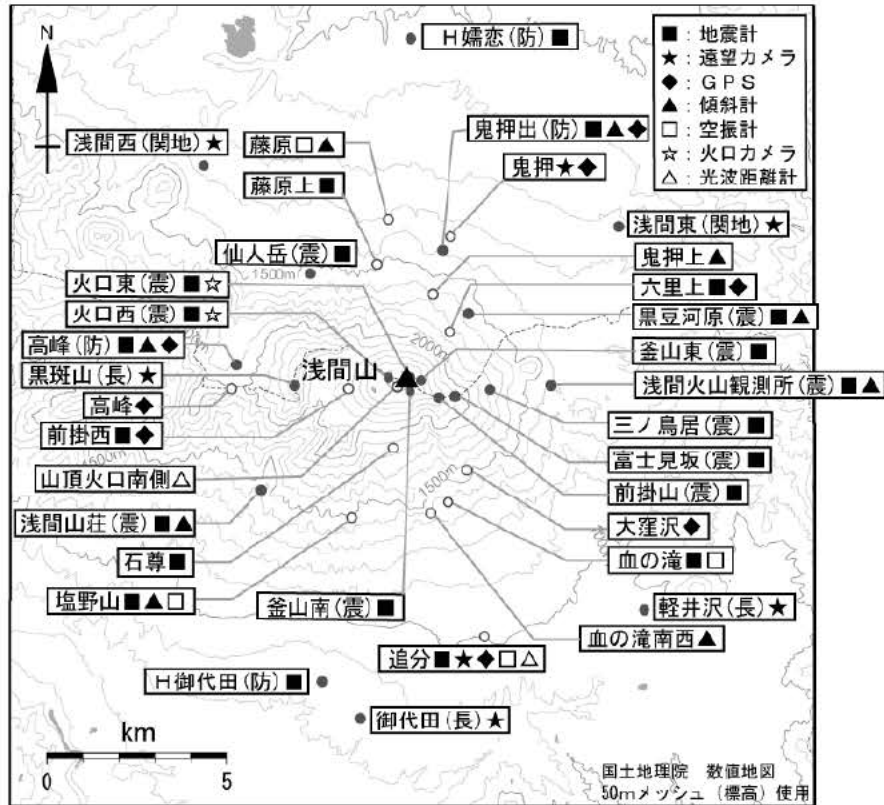 N
H嬬恋(防)■
■:地震計
★:遠望カメラ
◆:GPS
▲:傾斜計
□:空振計
☆:火口カメラ
△:光波距離計
浅間西(関地)★
藤原□▲
鬼押出(防)■▲◆
鬼押★◆
藤原上■
浅間東(関地)★
仙人岳(震)■
鬼押上▲
火口東(震)■☆
六里上■◆
火口西(震)■☆
黒豆河原(震)■▲
高峰(防)■▲◆
釜山東(震)■
黒斑山(長)★
浅間山
浅間火山観測所(震)■▲
高峰◆
三ノ鳥居(震)■
前掛西■◆
富士見坂(震)■
山頂火口南側△
前掛山(震)■
浅間山荘(震)■▲
大窪沢◆
石尊■
血の滝■□
塩野山■▲□
釜山南(震)■
軽井沢(長)★
血の滝南西▲
追分■★◆□△
H御代田(防)■
御代田(長)★
km
0 5
国土地理院 数値地図
50mメッシュ(標高)使用
1500m
2000m
1500m
1000m